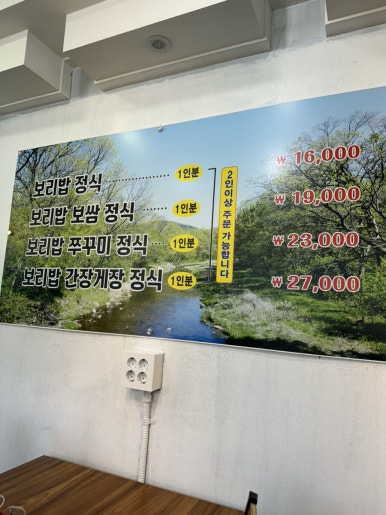 보리밥 정식 ............ 1인분 ₩ 16,000
보리밥 보쌈 정식 ...... 1인분 ₩ 19,000
보리밥 쭈꾸미 정식 ... 1인분 ₩ 23,000
보리밥 간장게장 정식 1인분 ₩ 27,000
2인이상 주문 가능합니다